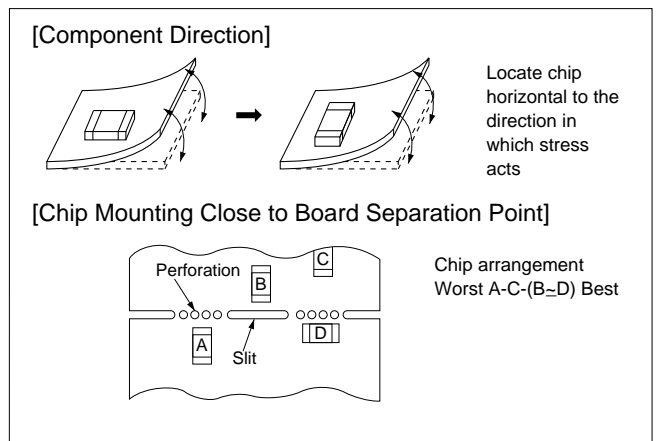 [Component Direction]
Locate chip
horizontal to the
direction in
which stress
acts
[Chip Mounting Close to Board Separation Point]
Perforation
C
B
A
D
Slit
Chip arrangement
Worst A-C-(B≃D) Best